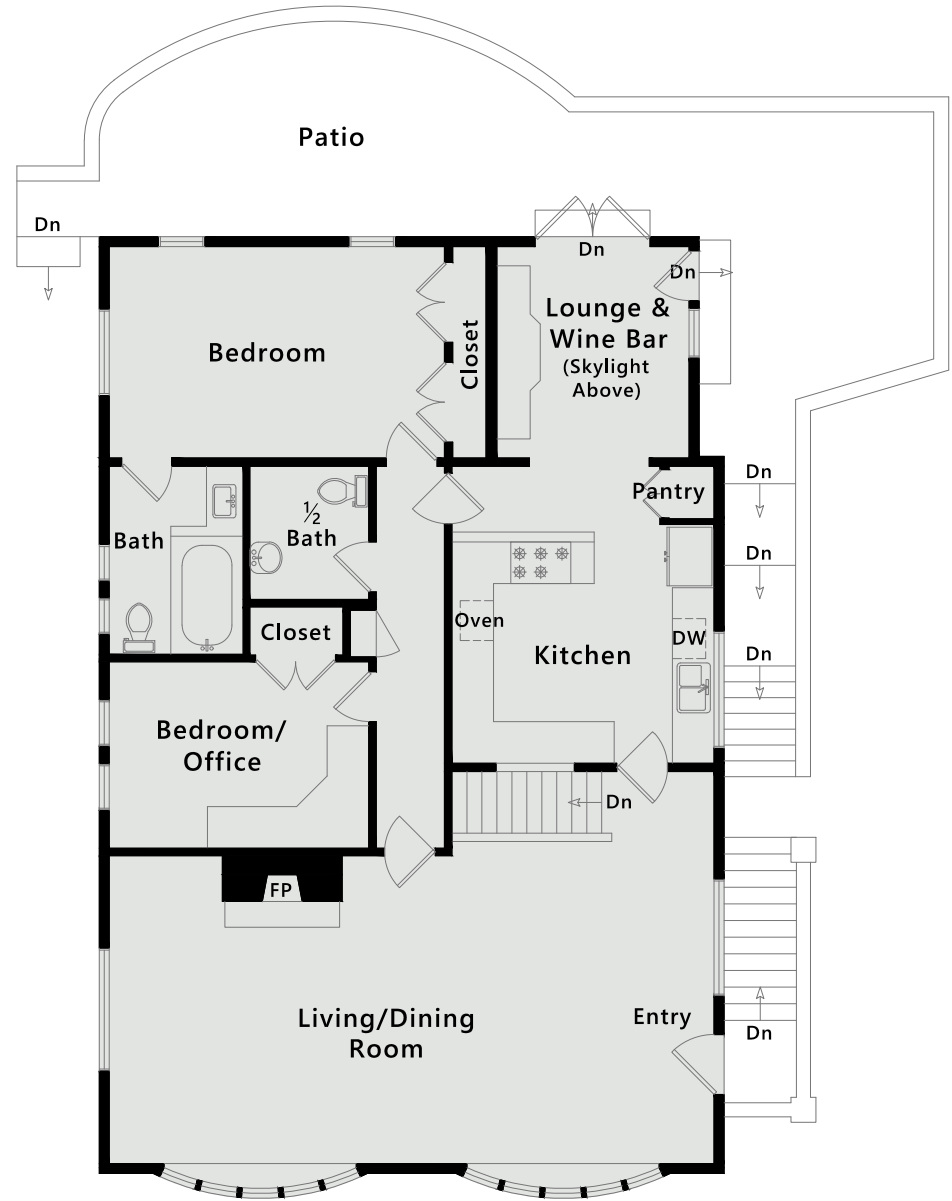 Patio
Dn
Dn
Dn
Lounge &
Wine Bar
(Skylight
Above)
Bedroom
Closet
Dn
Pantry
½
Bath
Bath
Dn
Oven
Closet
DW
Kitchen
Dn
Bedroom/
Office
Dn
FP
Living/Dining
Room
Entry
Dn